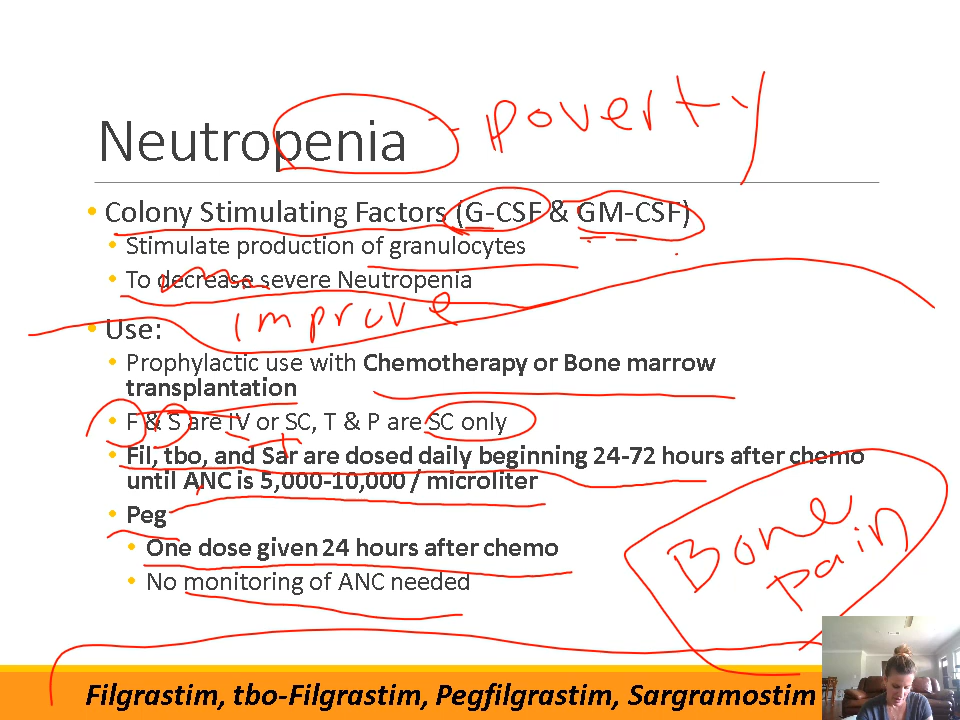 Neutropenia - poverty
• Colony Stimulating Factors (G-CSF & GM-CSF)
• Stimulate production of granulocytes
• To decrease severe Neutropenia
improve
• Use:
• Prophylactic use with Chemotherapy or Bone marrow
transplantation
• F & S are IV or SC, T & P are SC only
• Fil, tbo, and Sar are dosed daily beginning 24-72 hours after chemo
until ANC is 5,000-10,000 / microliter
• Peg
• One dose given 24 hours after chemo
• No monitoring of ANC needed
Bone
pain
Filgrastim, tbo-Filgrastim, Pegfilgrastim, Sargramostim